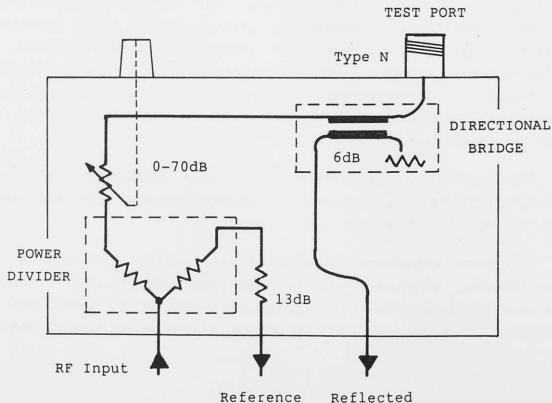 TEST PORT
Type N
DIRECTIONAL
BRIDGE
6dB
0-70dB
POWER
DIVIDER
13dB
RF Input
Reference
Reflected